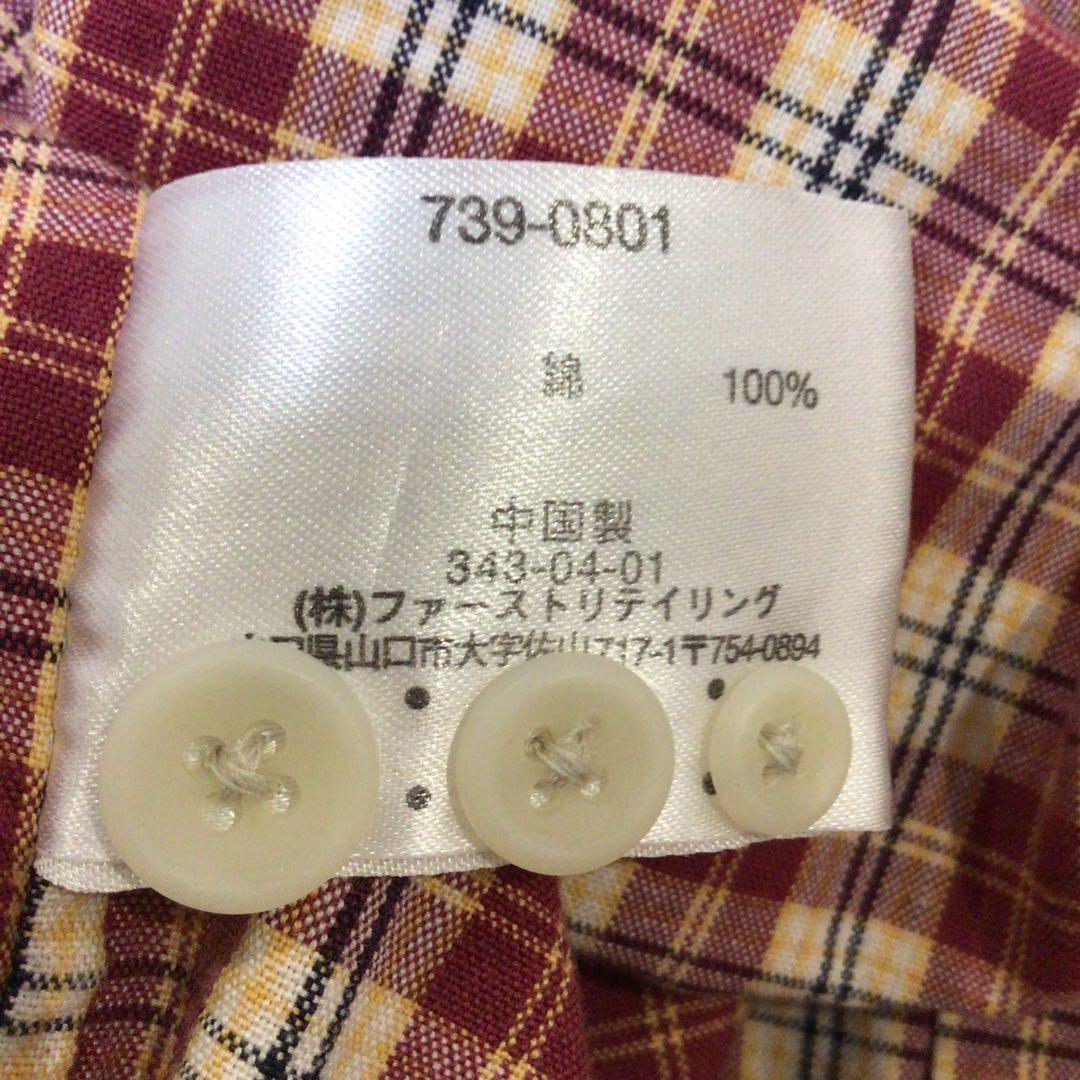 739-0801
綿 100%
中国製
343-04-01
(株)ファーストリテイリング
県山口市大字佐山717-1〒754-0894